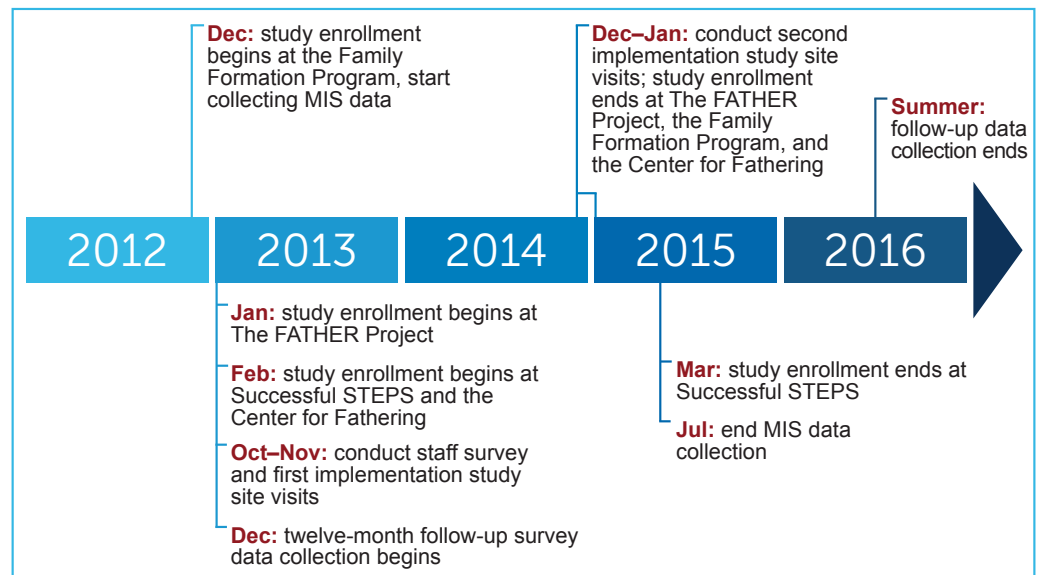 Dec: study enrollment
begins at the Family
Formation Program, start
collecting MIS data
Dec–Jan: conduct second
implementation study site
visits; study enrollment
ends at The FATHER
Project, the Family
Formation Program, and
the Center for Fathering
Summer:
follow-up data
collection ends
2012
2013
2014
2015
2016
Jan: study enrollment begins at
The FATHER Project
Feb: study enrollment begins at
Successful STEPS and the
Center for Fathering
Oct–Nov: conduct staff survey
and first implementation study
site visits
Dec: twelve-month follow-up survey
data collection begins
Mar: study enrollment ends at
Successful STEPS
Jul: end MIS data
collection